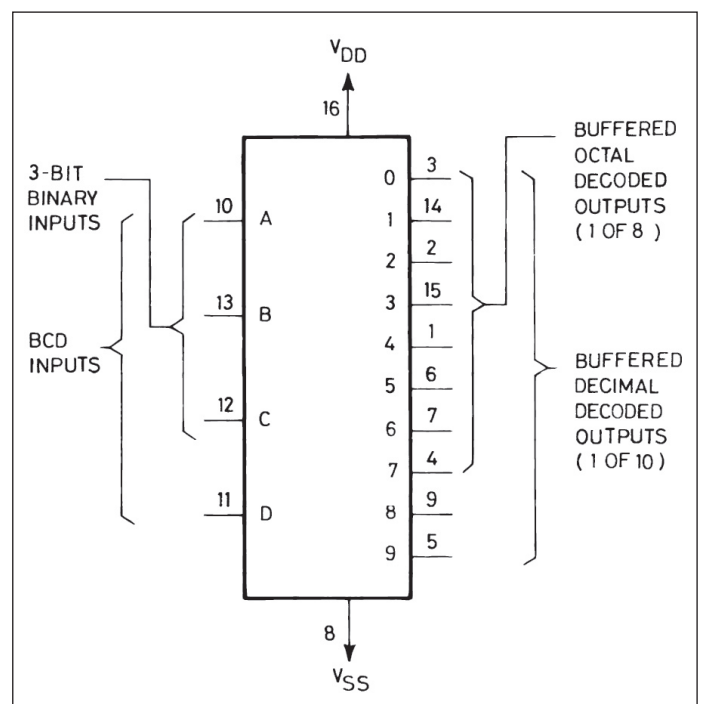 VDD
16
3-BIT
BINARY
INPUTS
BCD
INPUTS
10 A
13 B
12 C
11 D
0 3
1 14
2 2
3 15
4 1
5 6
6 7
7 4
8 9
9 5
BUFFERED
OCTAL
DECODED
OUTPUTS
(1 OF 8 )
BUFFERED
DECIMAL
DECODED
OUTPUTS
(1 OF 10)
8
VSS